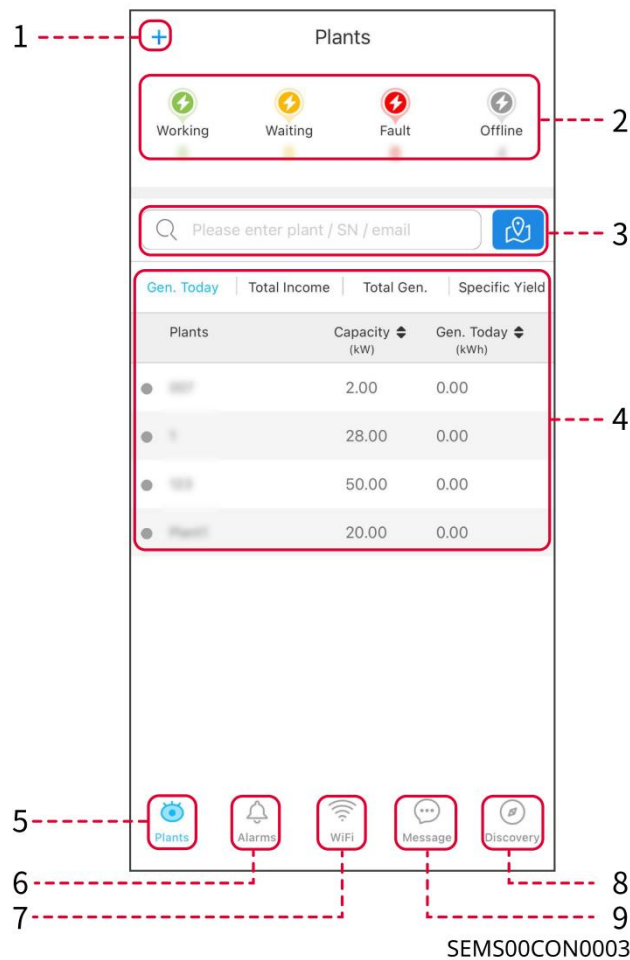 1
+
Plants
Working
Waiting
Fault
Offline
2
Please enter plant / SN / email
3
Gen. Today
Total Income
Total Gen.
Specific Yield
Plants
Capacity
(kW)
Gen. Today
(kWh)
2.00
0.00
28.00
0.00
4
50.00
0.00
20.00
0.00
5
Plants
Alarms
WiFi
Message
Discovery
6
8
7
9
SEMS00CON0003